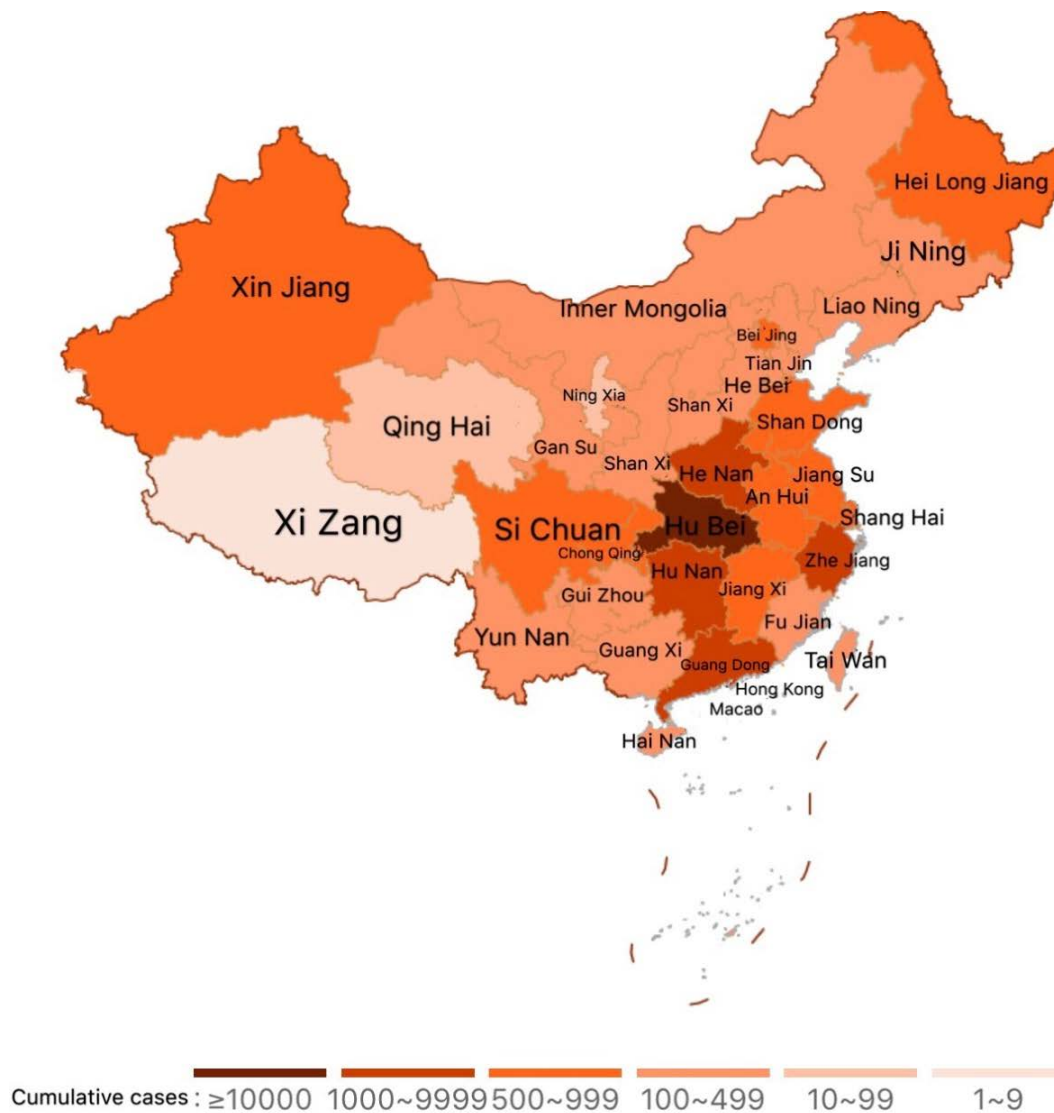 Hei Long Jiang
Ji Ning
Xin Jiang
Inner Mongolia
Liao Ning
Bei Jing
Tian Jin
He Bei
Ning Xia
Shan Xi
Qing Hai
Shan Dong
Gan Su
Shan Xi
He Nan
Jiang Su
An Hui
Xi Zang
Si Chuan
Hu Bei
Shang Hai
Chong Qing
Zhe Jiang
Hu Nan
Jiang Xi
Gui Zhou
Fu Jian
Yun Nan
Guang Xi
Guang Dong
Tai Wan
Hong Kong
Macao
Hai Nan
Cumulative cases : ≥10000 1000~9999 500~999 100~499 10~99 1~9